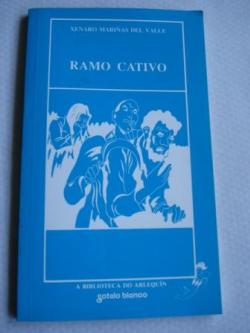 XENARO MARIÑAS DEL VALLE
RAMO CATIVO
A BIBLIOTECA DO ARLEQUÍN
sotelo blanco